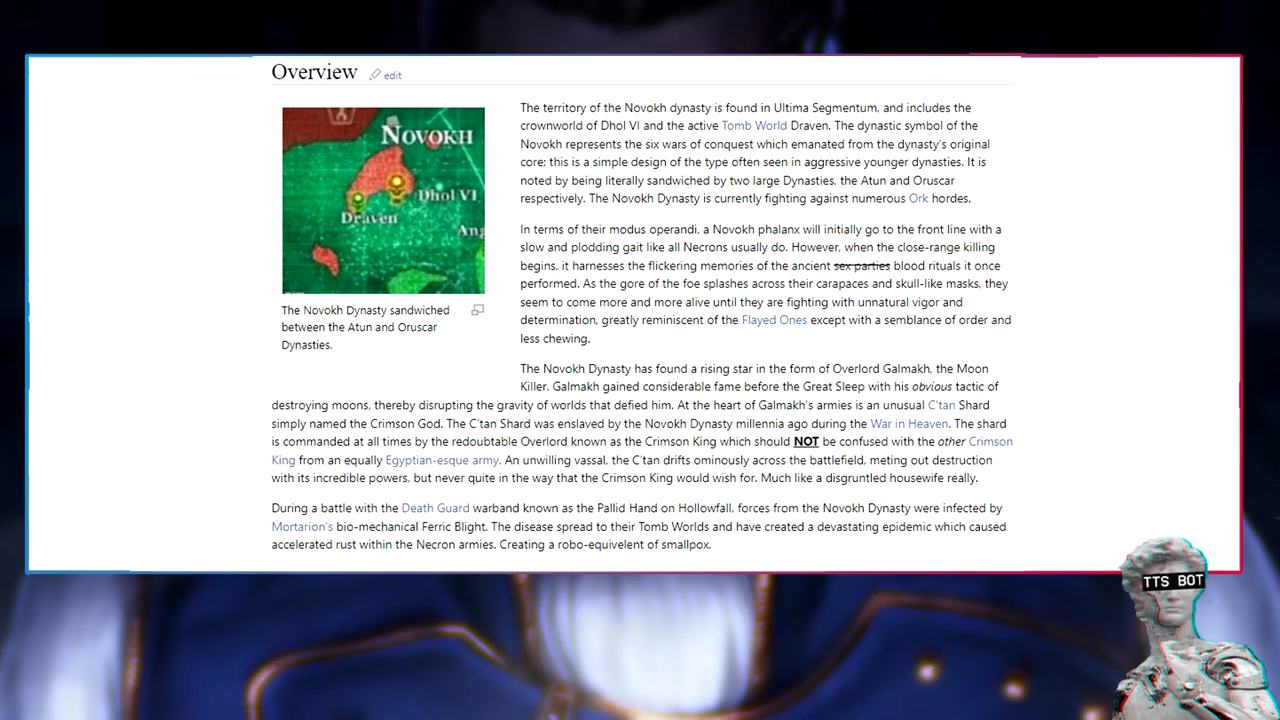 Overview edit
NOVOKH
Dhol VI
Draven
Ang
The Novokh Dynasty sandwiched
between the Atun and Oruscar
Dynasties.
The territory of the Novokh dynasty is found in Ultima Segmentum, and includes the
crownworld of Dhol VI and the active Tomb World Draven. The dynastic symbol of the
Novokh represents the six wars of conquest which emanated from the dynasty's original
core; this is a simple design of the type often seen in aggressive younger dynasties. It is
noted by being literally sandwiched by two large Dynasties, the Atun and Oruscar
respectively. The Novokh Dynasty is currently fighting against numerous Ork hordes.
In terms of their modus operandi, a Novokh phalanx will initially go to the front line with a
slow and plodding gait like all Necrons usually do. However, when the close-range killing
begins, it harnesses the flickering memories of the ancient sex parties blood rituals it once
performed. As the gore of the foe splashes across their carapaces and skull-like masks, they
seem to come more and more alive until they are fighting with unnatural vigor and
determination, greatly reminiscent of the Flayed Ones except with a semblance of order and
less chewing.
The Novokh Dynasty has found a rising star in the form of Overlord Galmakh, the Moon
Killer. Galmakh gained considerable fame before the Great Sleep with his obvious tactic of
destroying moons, thereby disrupting the gravity of worlds that defied him. At the heart of Galmakh's armies is an unusual C'tan Shard
simply named the Crimson God. The C'tan Shard was enslaved by the Novokh Dynasty millennia ago during the War in Heaven. The shard
is commanded at all times by the redoubtable Overlord known as the Crimson King which should NOT be confused with the other Crimson
King from an equally Egyptian-esque army. An unwilling vassal, the C'tan drifts ominously across the battlefield, meting out destruction
with its incredible powers, but never quite in the way that the Crimson King would wish for. Much like a disgruntled housewife really.
During a battle with the Death Guard warband known as the Pallid Hand on Hollowfall, forces from the Novokh Dynasty were infected by
Mortarion's bio-mechanical Ferric Blight. The disease spread to their Tomb Worlds and have created a devastating epidemic which caused
accelerated rust within the Necron armies. Creating a robo-equivelent of smallpox.
TTS BOT